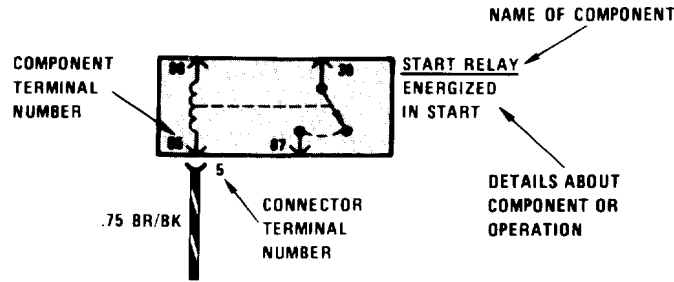 NAME OF COMPONENT
COMPONENT
TERMINAL
NUMBER
30
85
87
START RELAY
ENERGIZED
IN START
5
.75 BR/BK
CONNECTOR
TERMINAL
NUMBER
DETAILS ABOUT
COMPONENT OR
OPERATION